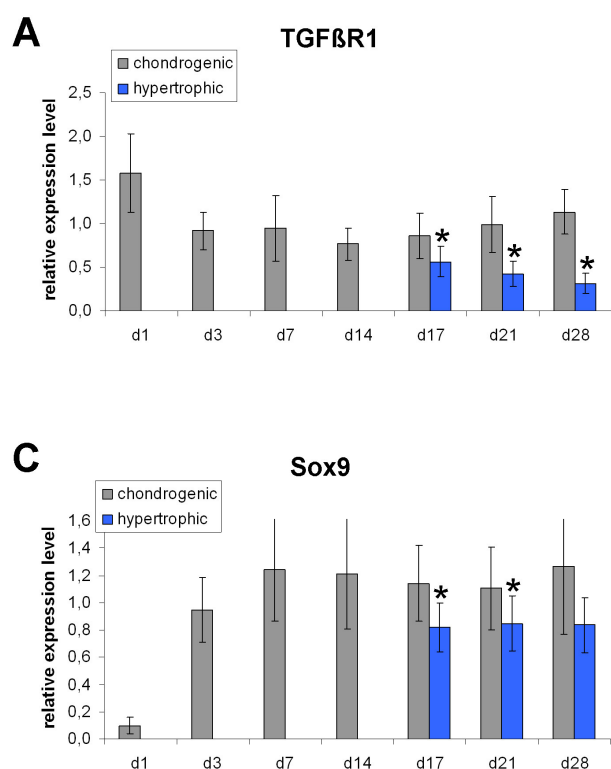 A
TGFßR1
chondrogenic
hypertrophic
relative expression level
2,5
2,0
1,5
1,0
0,5
0,0
*
*
*
d1 d3 d7 d14 d17 d21 d28
C
Sox9
chondrogenic
hypertrophic
relative expression level
1,6
1,4
1,2
1,0
0,8
0,6
0,4
0,2
0,0
*
*
d1 d3 d7 d14 d17 d21 d28